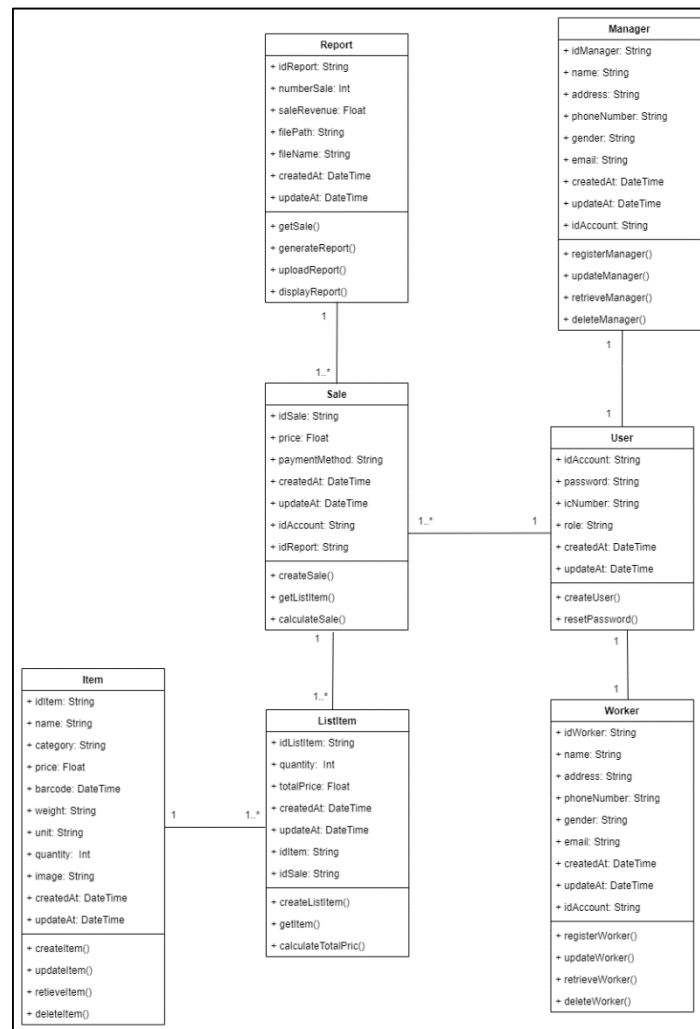 Report
+ idReport: String
+ numberSale: Int
+ saleRevenue: Float
+ filePath: String
+ fileName: String
+ createdAt: DateTime
+ updateAt: DateTime
+ getSale()
+ generateReport()
+ uploadReport()
+ displayReport()
1
1..*
Manager
+ idManager: String
+ name: String
+ address: String
+ phoneNumber: String
+ gender: String
+ email: String
+ createdAt: DateTime
+ updateAt: DateTime
+ idAccount: String
+ registerManager()
+ updateManager()
+ retrieveManager()
+ deleteManager()
1
1
Sale
+ idSale: String
+ price: Float
+ paymentMethod: String
+ createdAt: DateTime
+ updateAt: DateTime
+ idAccount: String
+ idReport: String
+ createSale()
+ getListItem()
+ calculateSale()
1..*
1
User
+ idAccount: String
+ password: String
+ icNumber: String
+ role: String
+ createdAt: DateTime
+ updateAt: DateTime
+ createUser()
+ resetPassword()
1
1..*
1
1
Item
+ idItem: String
+ name: String
+ category: String
+ price: Float
+ barcode: DateTime
+ weight: String
+ unit: String
+ quantity: Int
+ image: String
+ createdAt: DateTime
+ updateAt: DateTime
+ createItem()
+ updateItem()
+ retieveItem()
+ deleteItem()
1
1..*
ListItem
+ idListItem: String
+ quantity: Int
+ totalPrice: Float
+ createdAt: DateTime
+ updateAt: DateTime
+ idItem: String
+ idSale: String
+ createListItem()
+ getItem()
+ calculateTotalPric()
Worker
+ idWorker: String
+ name: String
+ address: String
+ phoneNumber: String
+ gender: String
+ email: String
+ createdAt: DateTime
+ updateAt: DateTime
+ idAccount: String
+ registerWorker()
+ updateWorker()
+ retrieveWorker()
+ deleteWorker()